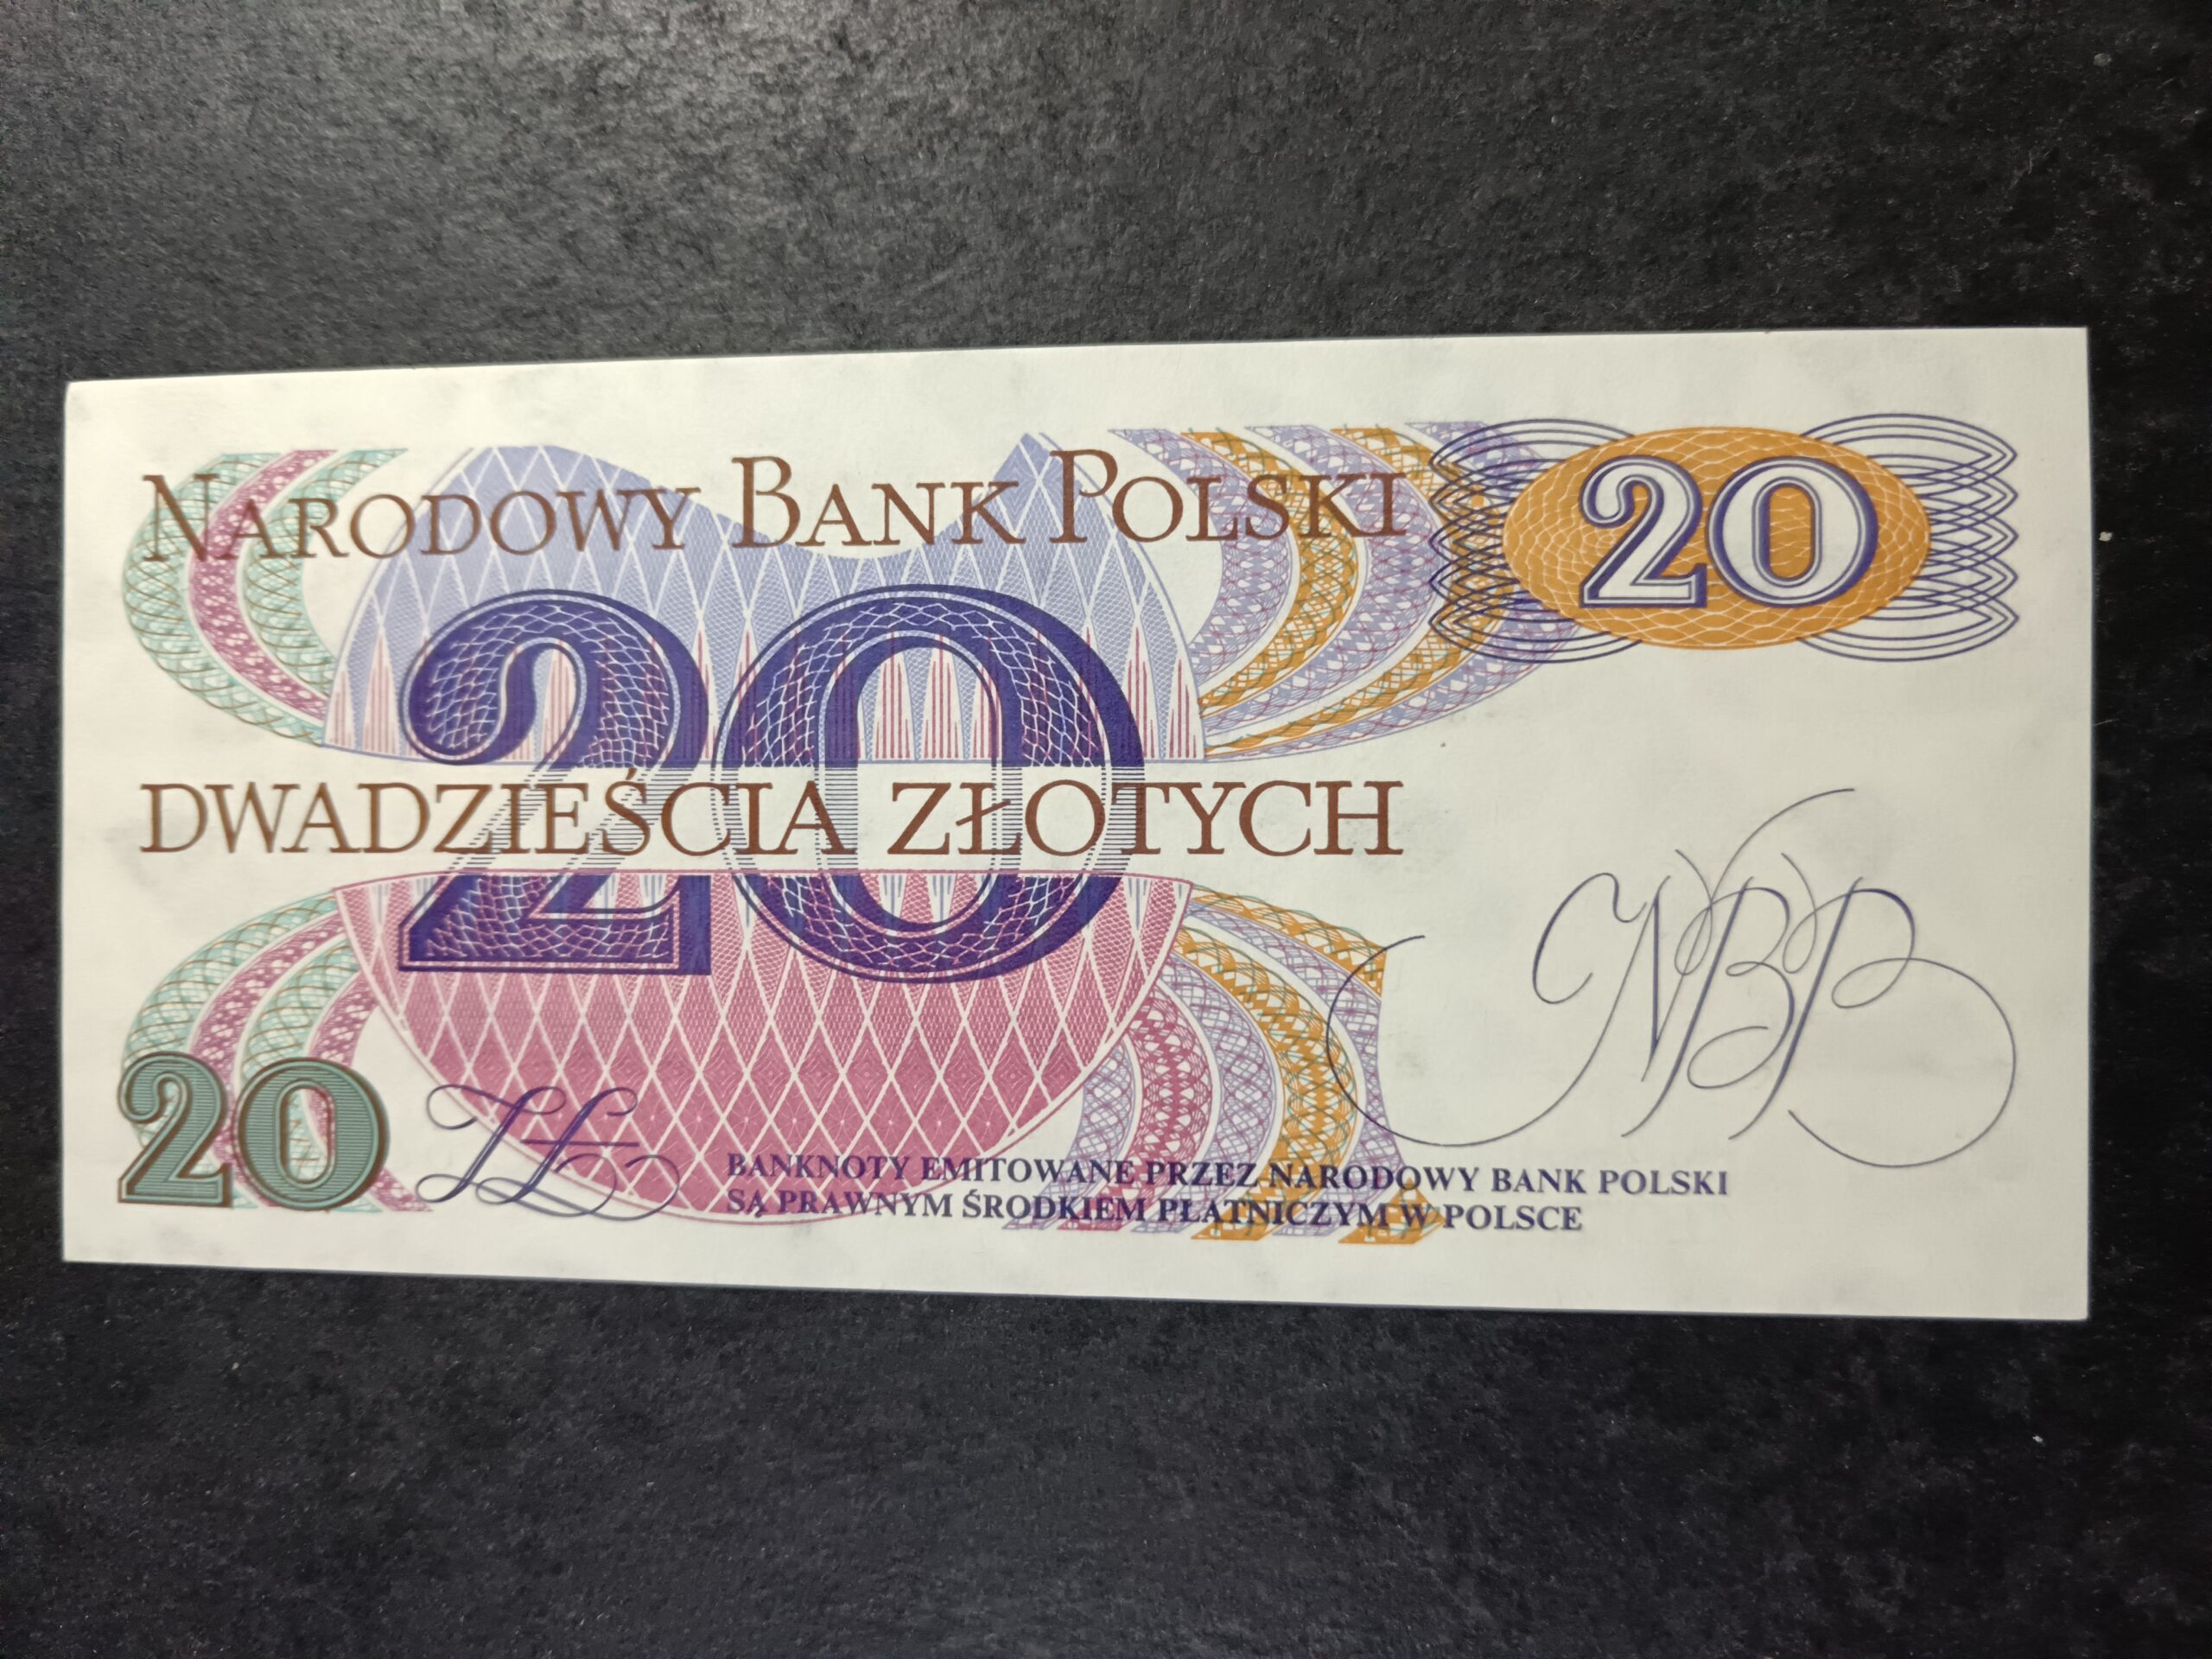 NARODOWY BANK POLSKI
20
20
DWADZIEŚCIA ZŁOTYCH
NBP
20 ZŁ
BANKNOTY EMITOWANE PRZEZ NARODOWY BANK POLSKI
SĄ PRAWNYM ŚRODKIEM PŁATNICZYM W POLSCE